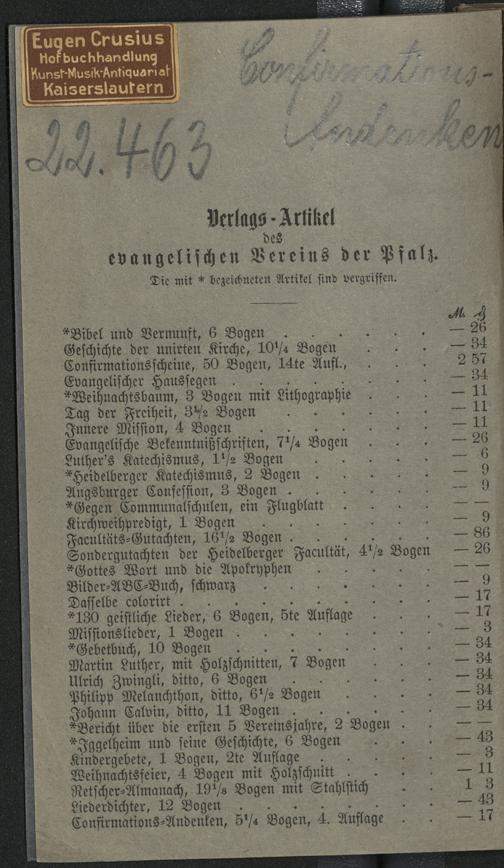 Eugen Crusius
Hofbuchhandlung
Kunst-Musik-Antiquariat
Kaiserslautern
Confirmations-
Andenken
22.463
Verlags-Artikel
des
evangelischen Vereins der Pfalz.
Die mit * bezeichneten Artikel sind vergriffen.
M. ₰
*Bibel und Vernunft, 6 Bogen . . . . . — 26
Geschichte der unirten Kirche, 10¼ Bogen . . . — 34
Confirmationsscheine, 50 Bogen, 14te Aufl., . . . 2 57
Evangelischer Haussegen . . . . . . — 34
*Weihnachtsbaum, 3 Bogen mit Lithographie . . . — 11
Tag der Freiheit, 3½ Bogen . . . . . — 11
Innere Mission, 4 Bogen . . . . . . — 11
Evangelische Bekenntnißschriften, 7¼ Bogen . . . — 26
Luther's Katechismus, 1½ Bogen . . . . — 6
*Heidelberger Katechismus, 2 Bogen . . . . — 9
Augsburger Confession, 3 Bogen . . . . . — 9
*Gegen Communalschulen, ein Flugblatt . . . . — —
Kirchweihpredigt, 1 Bogen . . . . . — 9
Facultäts-Gutachten, 16½ Bogen . . . . . — 86
Sondergutachten der Heidelberger Facultät, 4½ Bogen — 26
*Gottes Wort und die Apokryphen . . . . — —
Bilder-ABC-Buch, schwarz . . . . . — 9
Dasselbe colorirt . . . . . . . — 17
*130 geistliche Lieder, 6 Bogen, 5te Auflage . . . — 17
Missionslieder, 1 Bogen . . . . . . — 3
*Gebetbuch, 10 Bogen . . . . . . — 34
Martin Luther, mit Holzschnitten, 7 Bogen . . . — 34
Ulrich Zwingli, ditto, 6 Bogen . . . . . — 34
Philipp Melanchthon, ditto, 6½ Bogen . . . . — 34
Johann Calvin, ditto, 11 Bogen . . . . . — 34
*Bericht über die ersten 5 Vereinsjahre, 2 Bogen . . — —
*Iggelheim und seine Geschichte, 6 Bogen . . . — 43
Kindergebete, 1 Bogen, 2te Auflage . . . . — 3
Weihnachtsfeier, 4 Bogen mit Holzschnitt . . . . — 11
Retscher-Almanach, 19⅛ Bogen mit Stahlstich . . . 1 3
Liederdichter, 12 Bogen . . . . . . — 43
Confirmations-Andenken, 5¼ Bogen, 4. Auflage . . . — 17